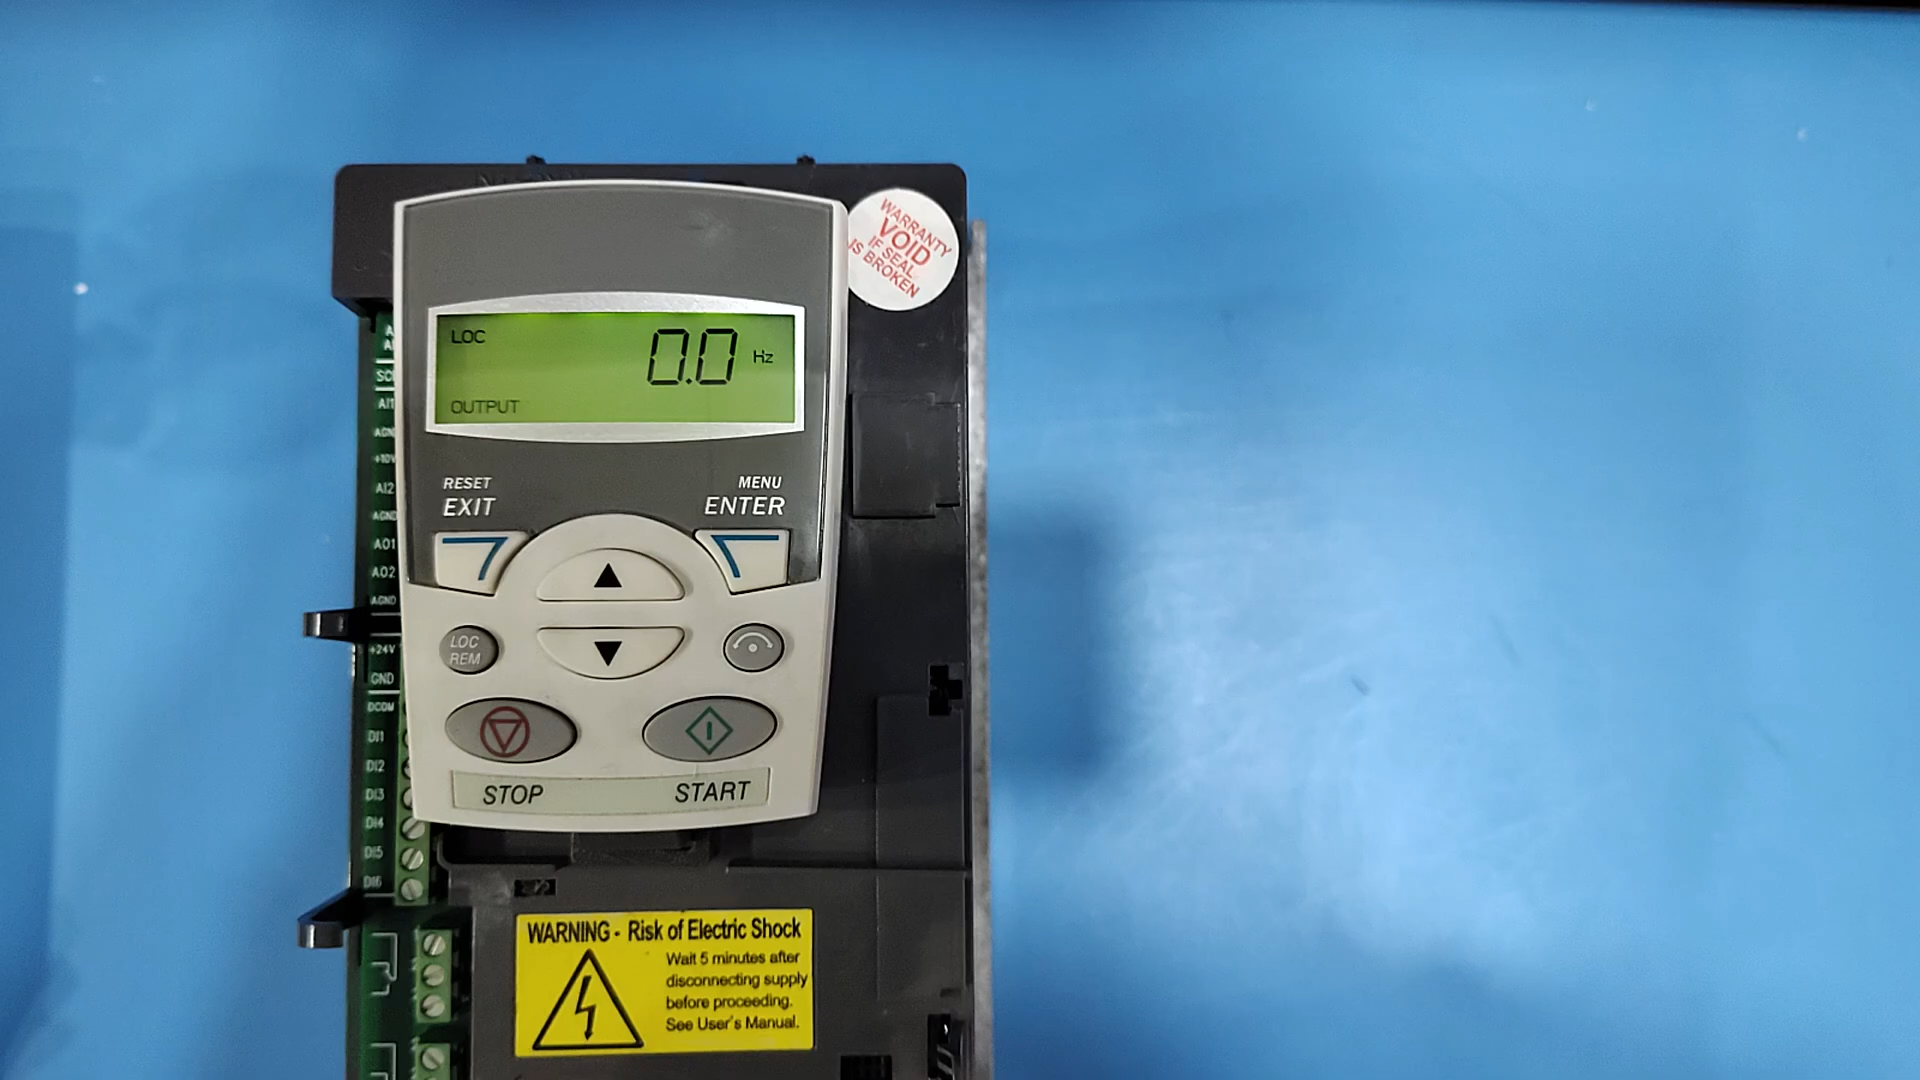 WARRANTY
VOID
IF SEAL
IS BROKEN
LOC
0.0 Hz
OUTPUT
RESET
EXIT
MENU
ENTER
LOC
REM
STOP
START
AI1
AGND
+10V
AI2
AGND
AO1
AO2
AGND
+24V
GND
DCOM
DI1
DI2
DI3
DI4
DI5
DI6
WARNING - Risk of Electric Shock
Wait 5 minutes after
disconnecting supply
before proceeding.
See User's Manual.